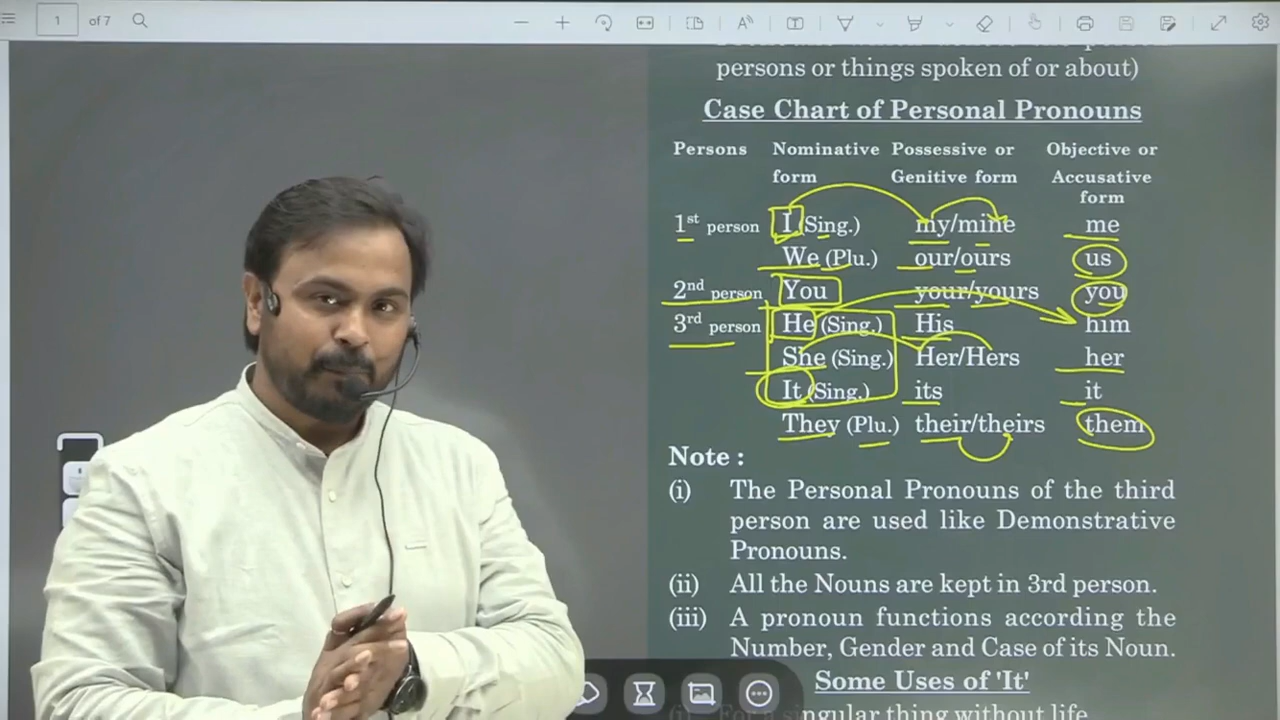 1 of 7
persons or things spoken of or about)
Case Chart of Personal Pronouns
Persons Nominative form Possessive or Genitive form Objective or Accusative form
1st person I (Sing.) my/mine me
We (Plu.) our/ours us
2nd person You your/yours you
3rd person He (Sing.) His him
She (Sing.) Her/Hers her
It (Sing.) its it
They (Plu.) their/theirs them
Note :
(i) The Personal Pronouns of the third
person are used like Demonstrative
Pronouns.
(ii) All the Nouns are kept in 3rd person.
(iii) A pronoun functions according the
Number, Gender and Case of its Noun.
Some Uses of 'It'
(i) For a singular thing without life